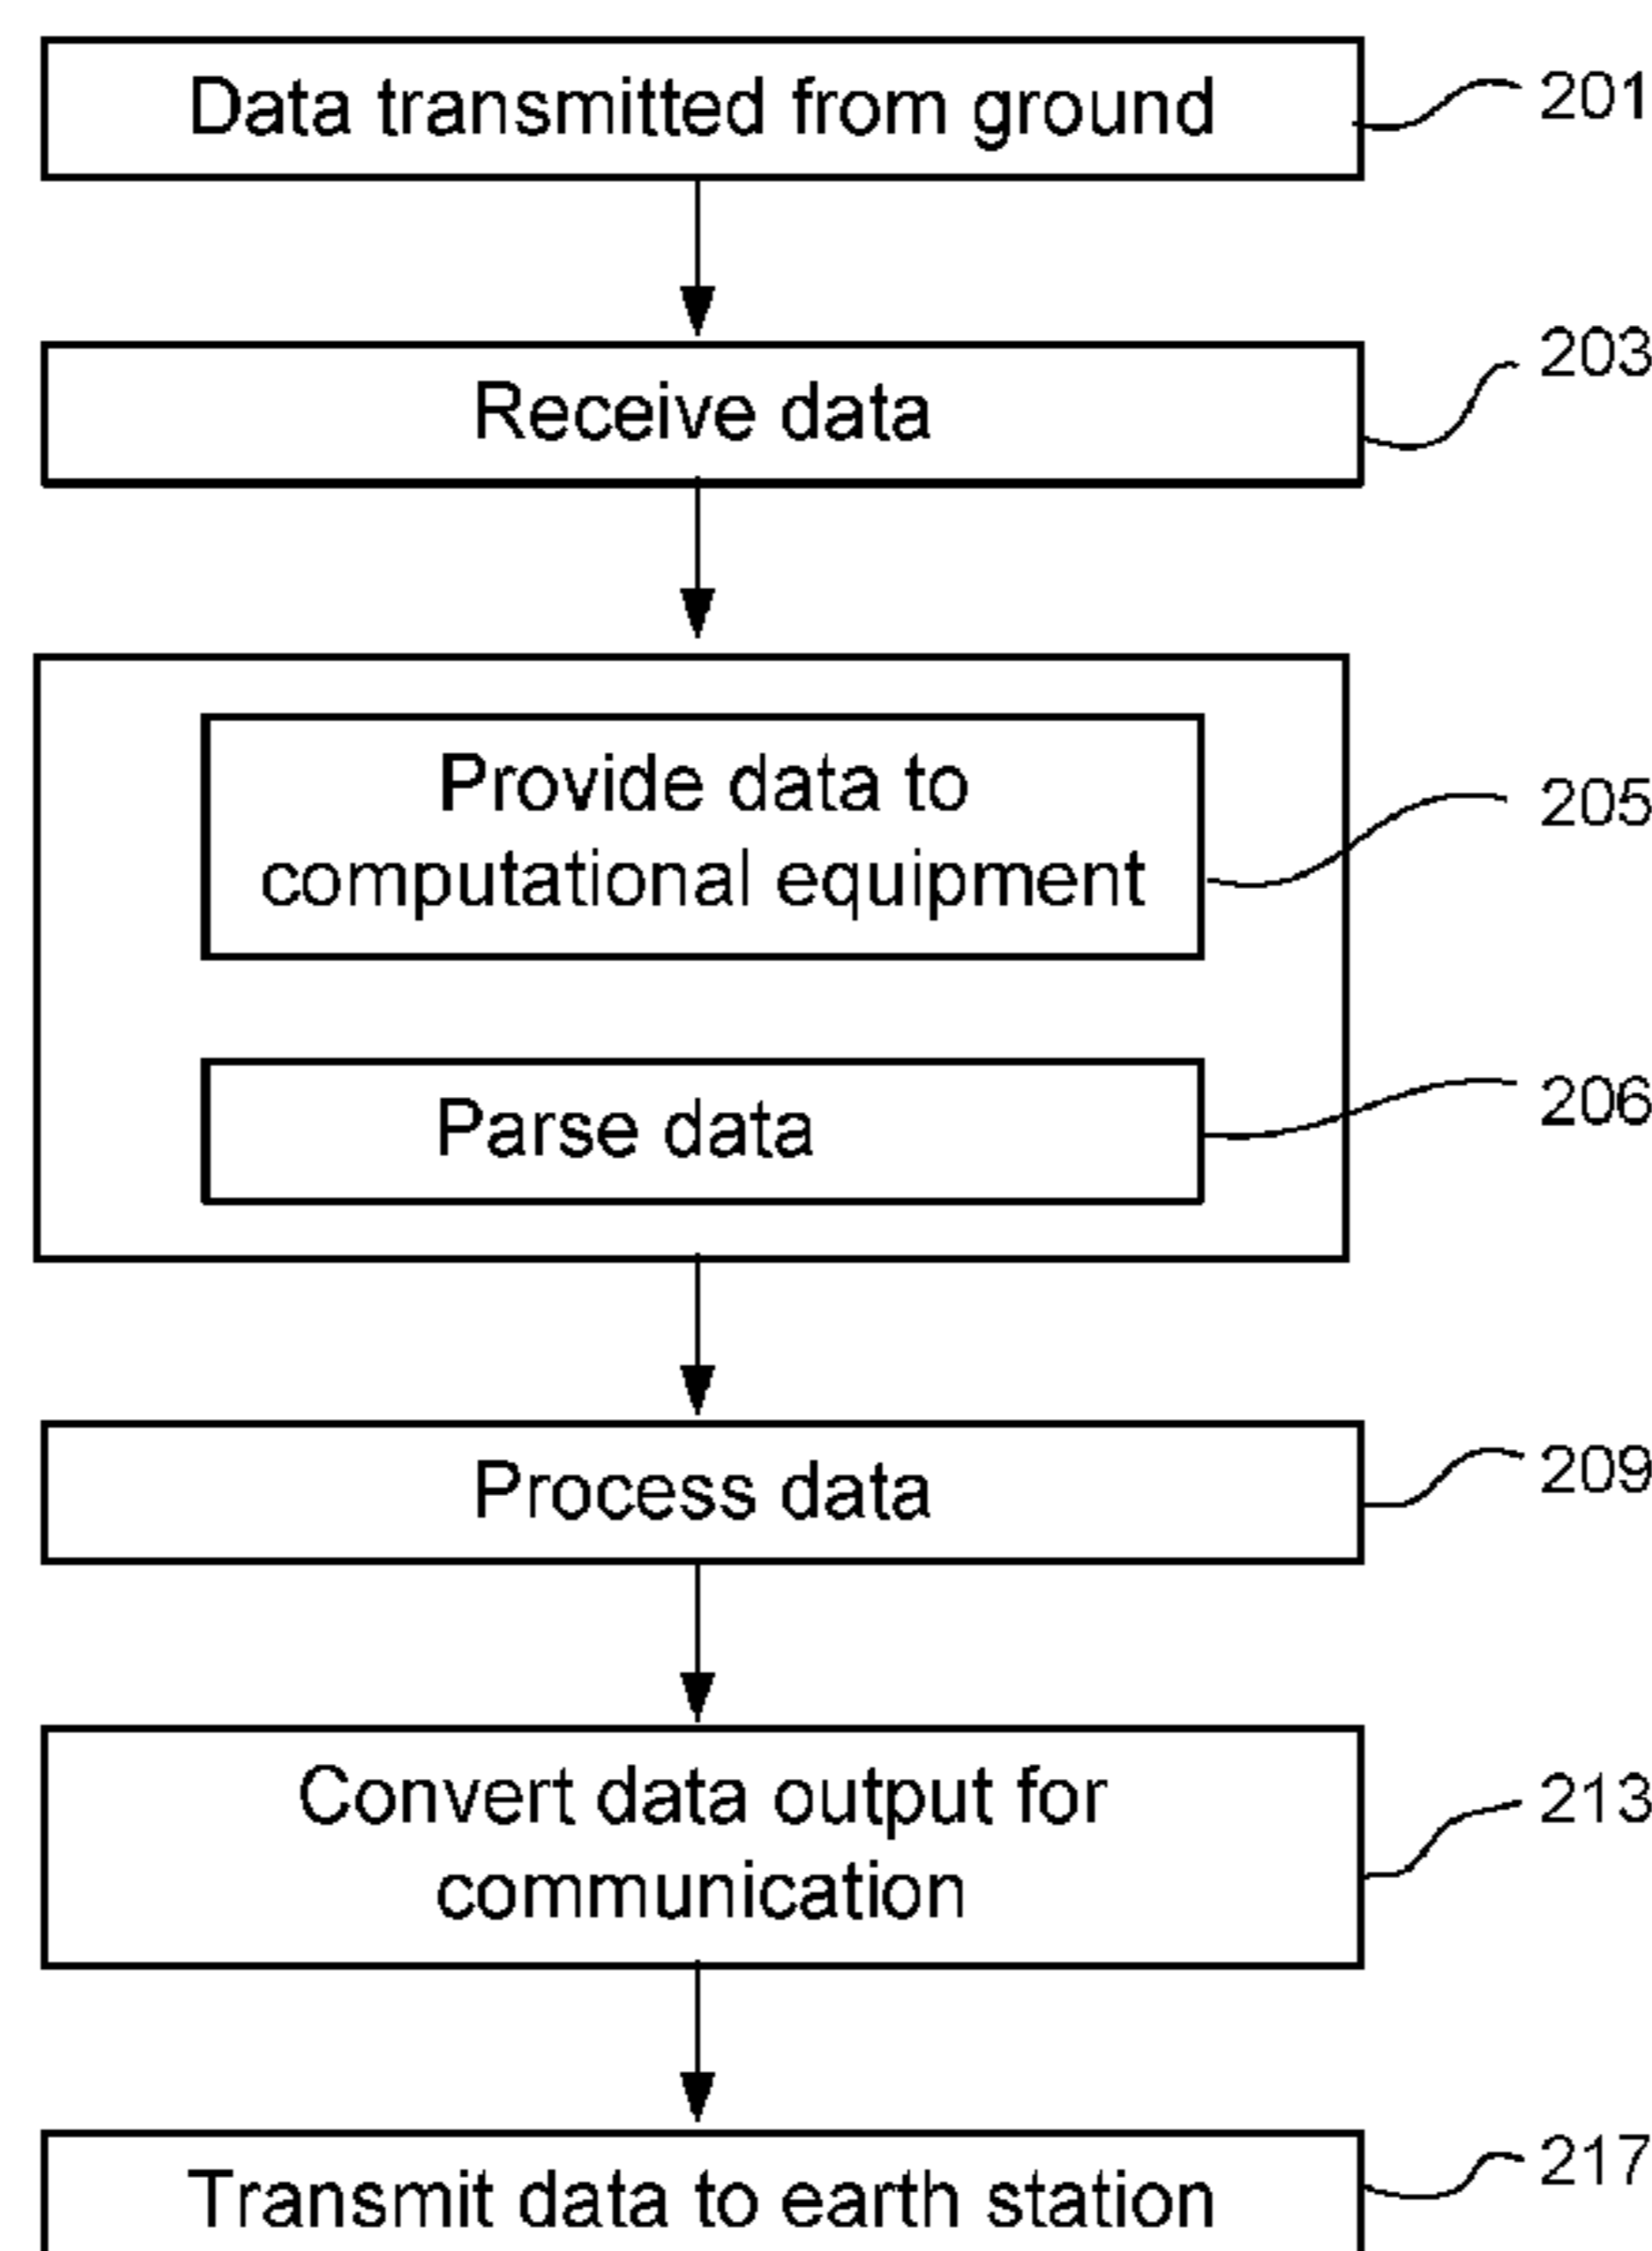 Data transmitted from ground
201
Receive data
203
Provide data to
computational equipment
205
Parse data
206
Process data
209
Convert data output for
communication
213
Transmit data to earth station
217